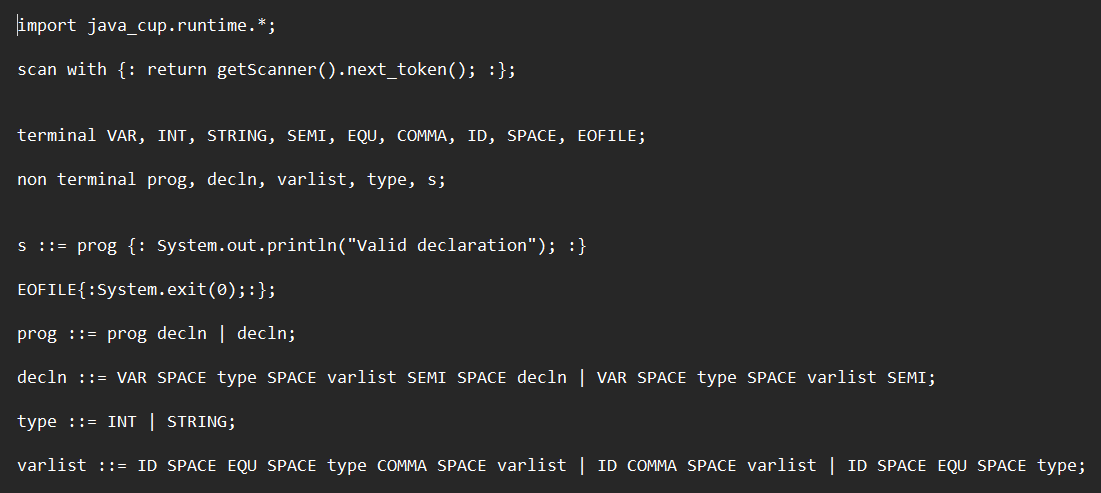 import java_cup.runtime.*;
scan with {: return getScanner().next_token(); :};
terminal VAR, INT, STRING, SEMI, EQU, COMMA, ID, SPACE, EOFILE;
non terminal prog, decln, varlist, type, s;
s ::= prog {: System.out.println("Valid declaration"); :}
EOFILE{:System.exit(0);:};
prog ::= prog decln | decln;
decln ::= VAR SPACE type SPACE varlist SEMI SPACE decln | VAR SPACE type SPACE varlist SEMI;
type ::= INT | STRING;
varlist ::= ID SPACE EQU SPACE type COMMA SPACE varlist | ID COMMA SPACE varlist | ID SPACE EQU SPACE type;